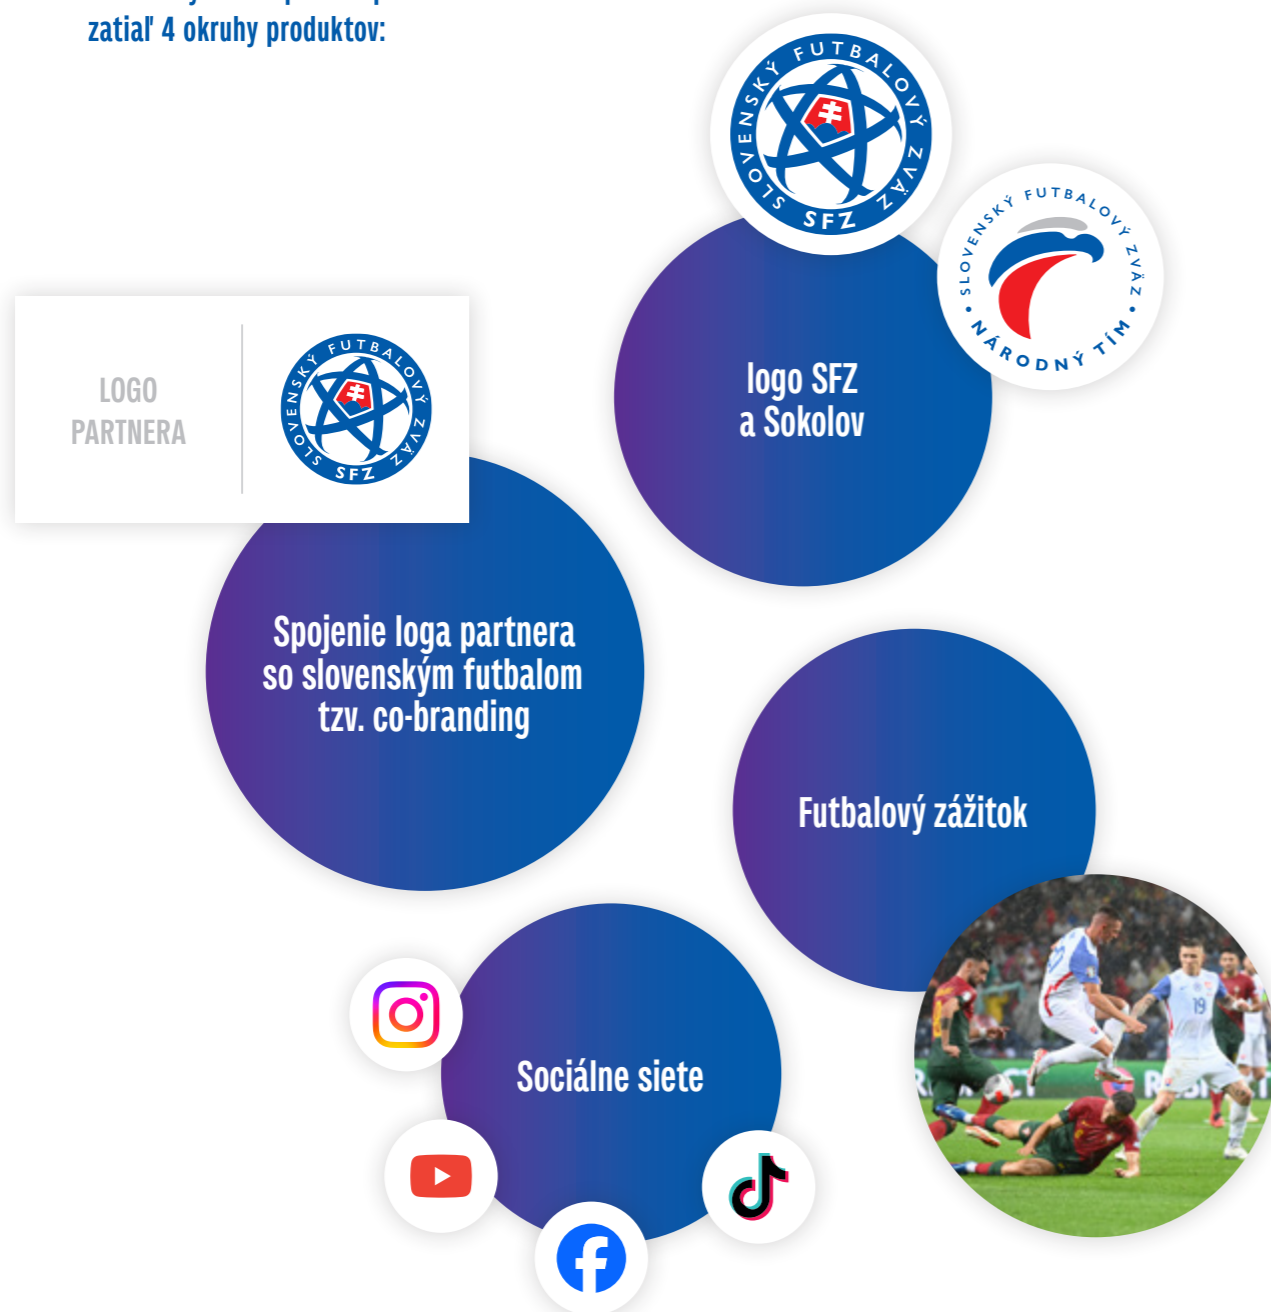 zatiaľ 4 okruhy produktov:
SLOVENSKÝ FUTBALOVÝ ZVÄZ
SFZ
SLOVENSKÝ FUTBALOVÝ ZVÄZ
• NÁRODNÝ TÍM •
logo SFZ
a Sokolov
LOGO
PARTNERA
SLOVENSKÝ FUTBALOVÝ ZVÄZ
SFZ
Spojenie loga partnera
so slovenským futbalom
tzv. co-branding
Futbalový zážitok
19
Sociálne siete